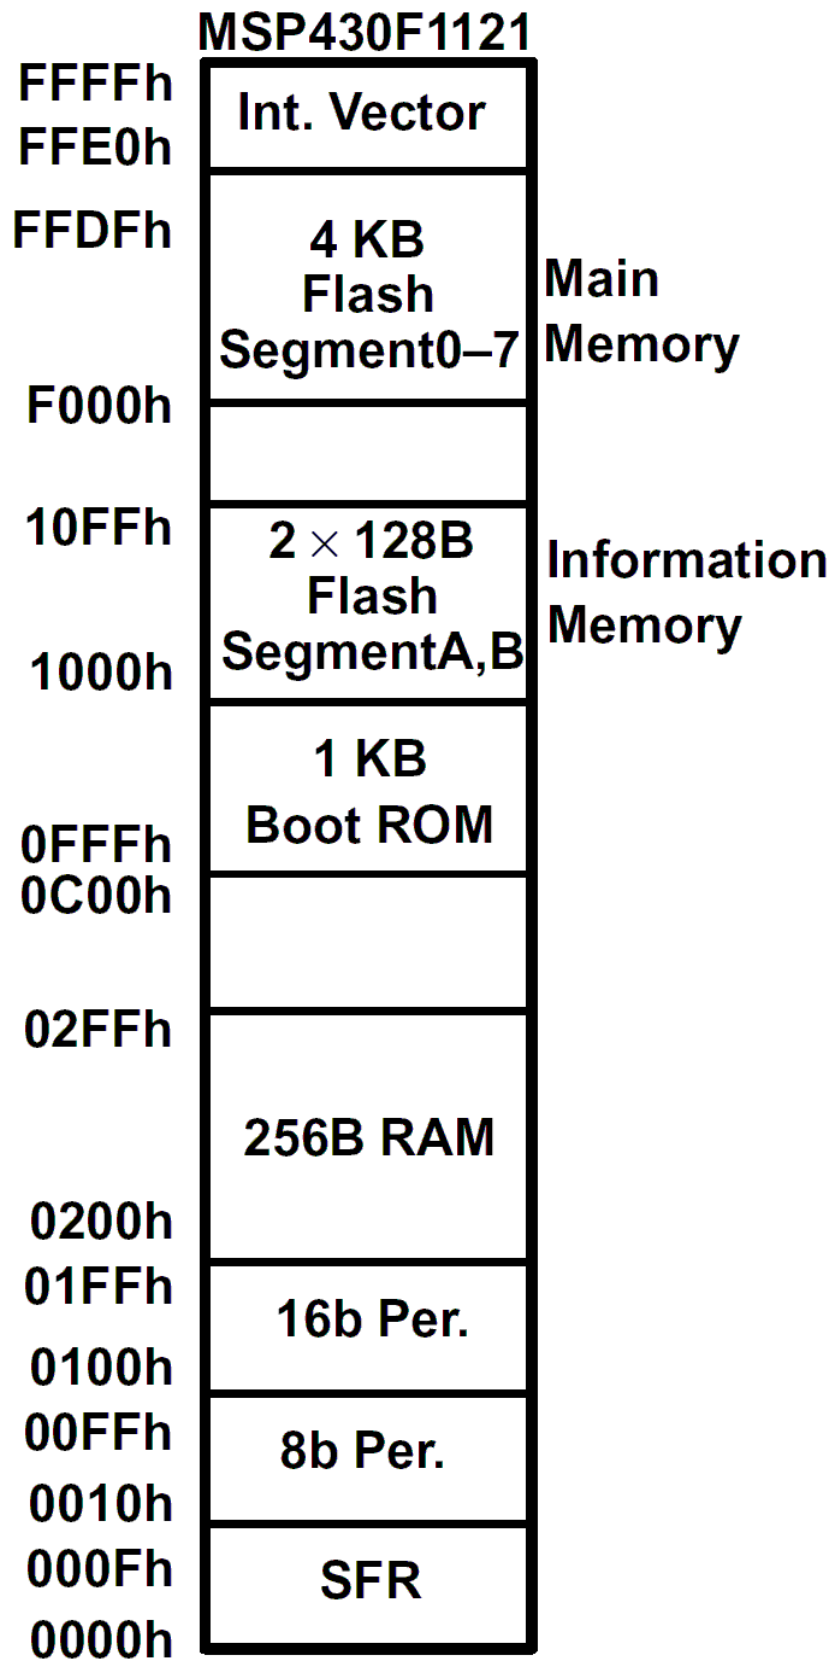 MSP430F1121
FFFFh
Int. Vector
FFE0h
FFDFh
4 KB
Flash
Segment0–7
Main
Memory
F000h
10FFh
2 × 128B
Flash
SegmentA,B
Information
Memory
1000h
1 KB
Boot ROM
0FFFh
0C00h
02FFh
256B RAM
0200h
01FFh
16b Per.
0100h
00FFh
8b Per.
0010h
000Fh
SFR
0000h